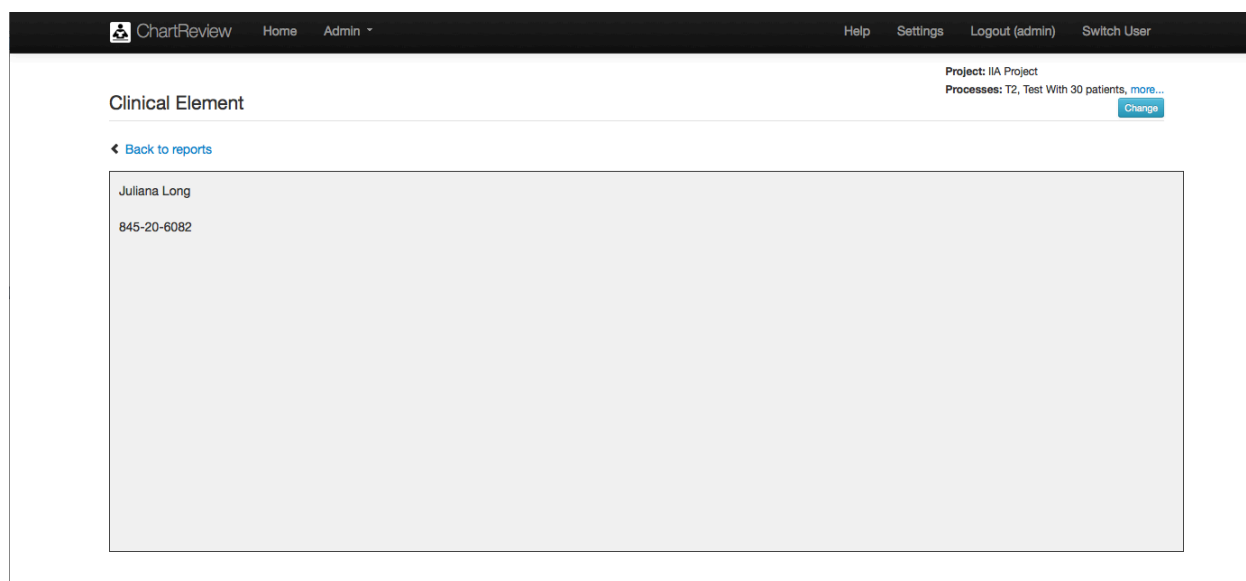 ChartReview Home Admin Help Settings Logout (admin) Switch User
Project: IIA Project
Processes: T2, Test With 30 patients, more...
Clinical Element
Change
Back to reports
Juliana Long
845-20-6082